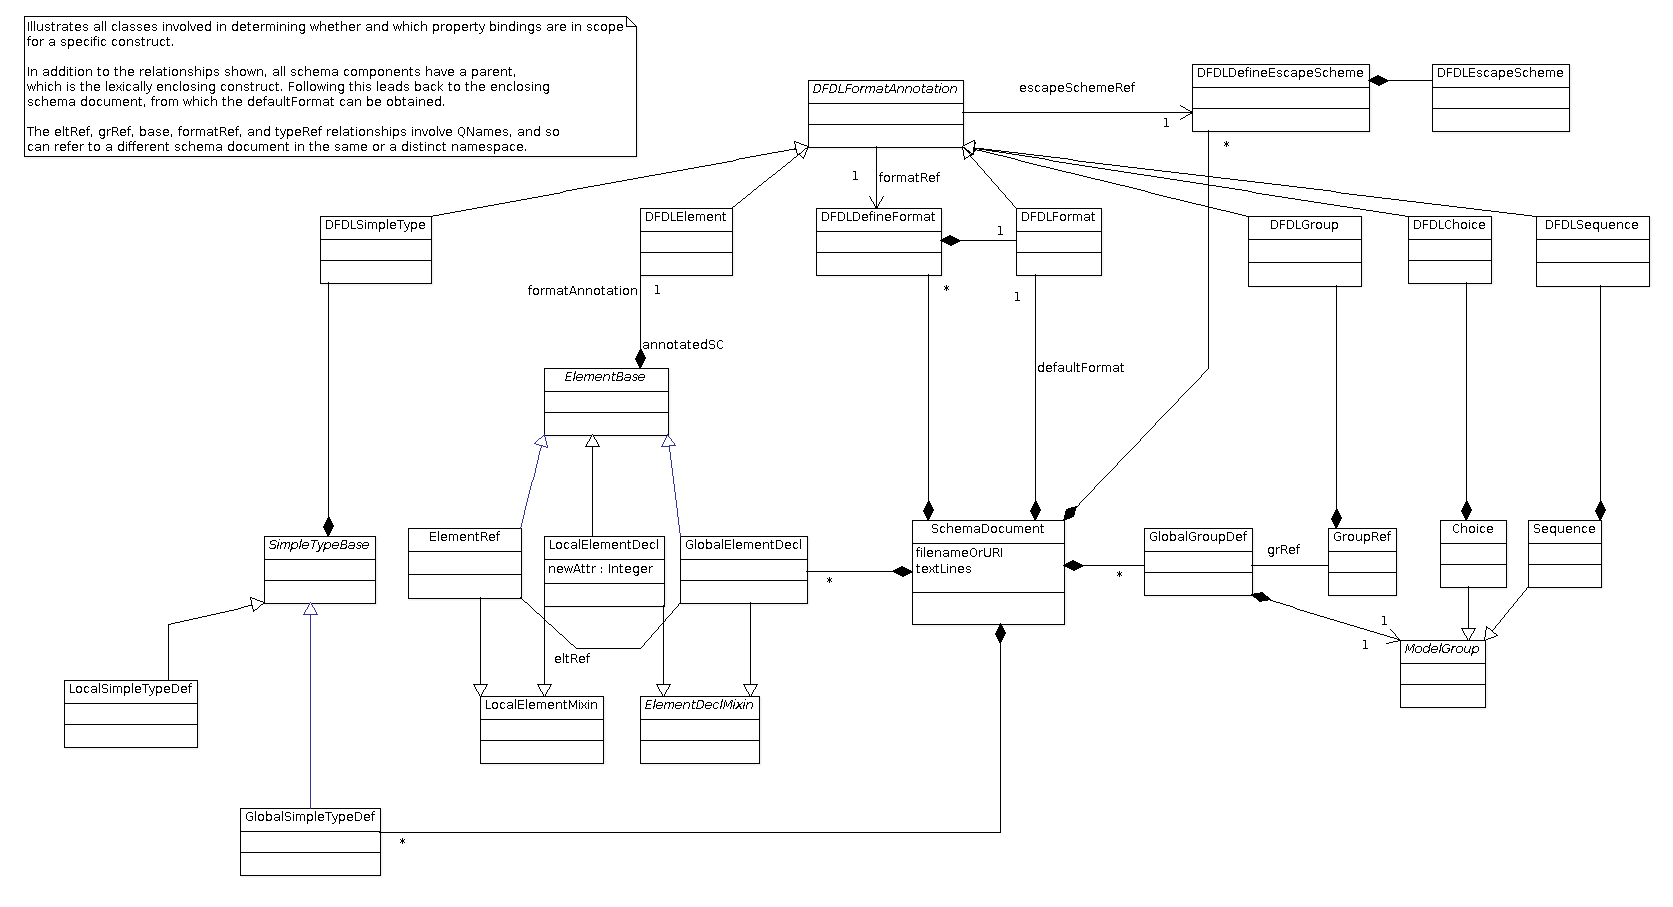 Illustrates all classes involved in determining whether and which property bindings are in scope
for a specific construct.
In addition to the relationships shown, all schema components have a parent,
which is the lexically enclosing construct. Following this leads back to the enclosing
schema document, from which the defaultFormat can be obtained.
The eltRef, grRef, base, formatRef, and typeRef relationships involve QNames, and so
can refer to a different schema document in the same or a distinct namespace.
DFDLFormatAnnotation
escapeSchemeRef
1
DFDLDefineEscapeScheme
DFDLEscapeScheme
*
1
formatRef
DFDLSimpleType
DFDLElement
DFDLDefineFormat
1
DFDLFormat
DFDLGroup
DFDLChoice
DFDLSequence
formatAnnotation
1
*
1
annotatedSC
defaultFormat
ElementBase
SimpleTypeBase
ElementRef
LocalElementDecl
newAttr : Integer
GlobalElementDecl
*
SchemaDocument
filenameOrURI
textLines
*
GlobalGroupDef
grRef
GroupRef
Choice
Sequence
1
1
ModelGroup
eltRef
LocalSimpleTypeDef
LocalElementMixin
ElementDeclMixin
GlobalSimpleTypeDef
*